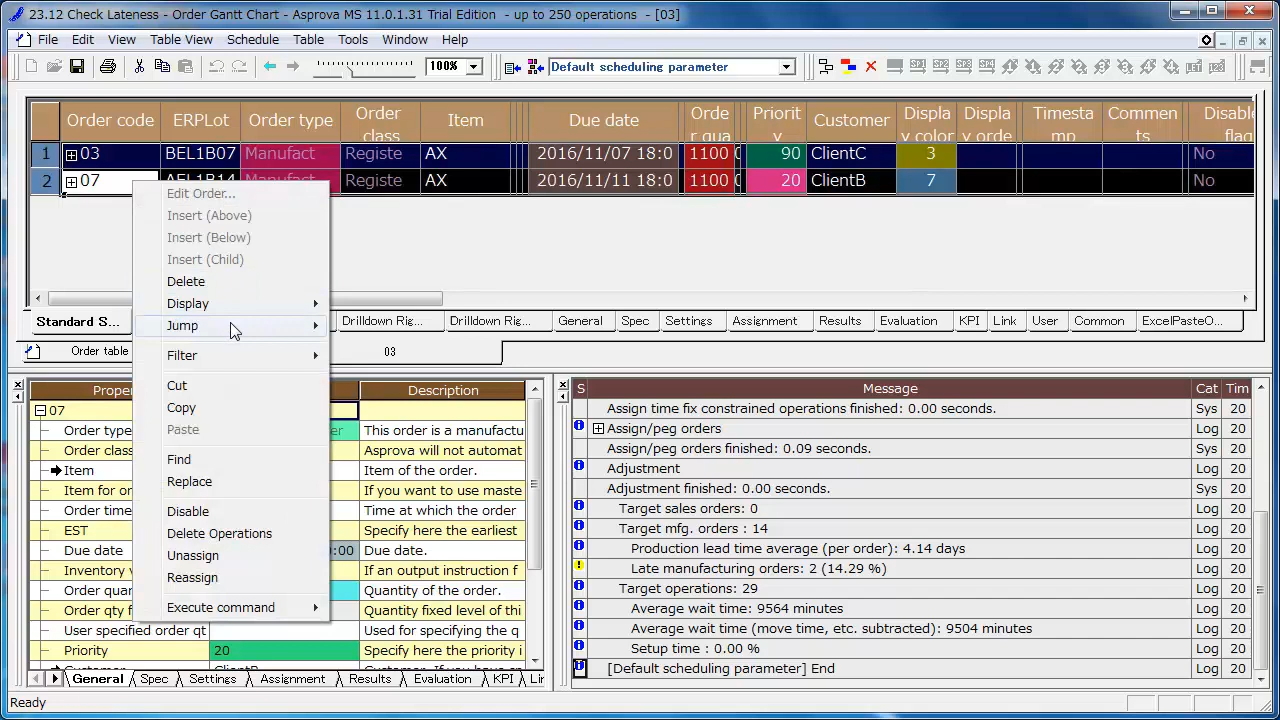 23.12 Check Lateness - Order Gantt Chart - Asprova MS 11.0.1.31 Trial Edition - up to 250 operations - [03]
File Edit View Table View Schedule Table Tools Window Help
100% Default scheduling parameter
Order code ERPLot Order type Order class Item Due date Orde r qua Priorit y Customer Displa y color Displa y orde Timesta mp Commen ts Disable flag
1 03 BEL1B07 Manufact Registe AX 2016/11/07 18:0 1100 90 ClientC 3 No
2 07 AEL1B14 Manufact Registe AX 2016/11/11 18:0 1100 20 ClientB 7 No
Edit Order...
Insert (Above)
Insert (Below)
Insert (Child)
Delete
Display
Jump
Filter
Cut
Copy
Paste
Find
Replace
Disable
Delete Operations
Unassign
Reassign
Execute command
Standard S... Drilldown Rig... Drilldown Rig... General Spec Settings Assignment Results Evaluation KPI Link User Common ExcelPasteO...
Order table 03
Proper Description
07
Order type er This order is a manufactu
Order class Asprova will not automat
Item Item of the order.
Item for or If you want to use maste
Order time Time at which the order
EST Specify here the earliest
Due date 0:00 Due date.
Inventory v If an output instruction f
Order quan Quantity of the order.
Order qty f Quantity fixed level of thi
User specified order qt Used for specifying the q
Priority 20 Specify here the priority i
General Spec Settings Assignment Results Evaluation KPI
S Message Cat Tim
Assign time fix constrained operations finished: 0.00 seconds. Sys 20
Assign/peg orders Log 20
Assign/peg orders finished: 0.09 seconds. Log 20
Adjustment Sys 20
Adjustment finished: 0.00 seconds. Sys 20
Target sales orders: 0 Log 20
Target mfg. orders : 14 Log 20
Production lead time average (per order): 4.14 days Log 20
Late manufacturing orders: 2 (14.29 %) Log 20
Target operations: 29 Log 20
Average wait time: 9564 minutes Log 20
Average wait time (move time, etc. subtracted): 9504 minutes Log 20
Setup time : 0.00 % Log 20
[Default scheduling parameter] End Log 20
Ready